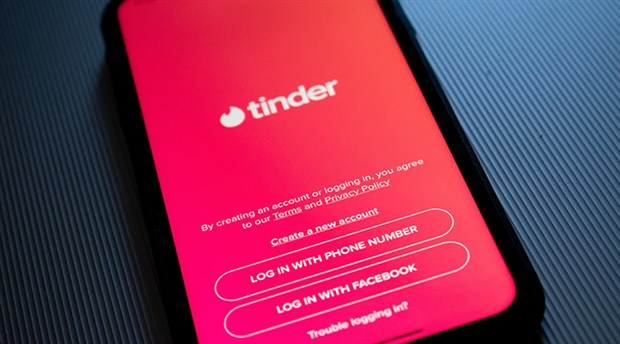 tinder
By creating an account or logging in, you agree
to our Terms and Privacy Policy
Create a new account
LOG IN WITH PHONE NUMBER
LOG IN WITH FACEBOOK
Trouble logging in?